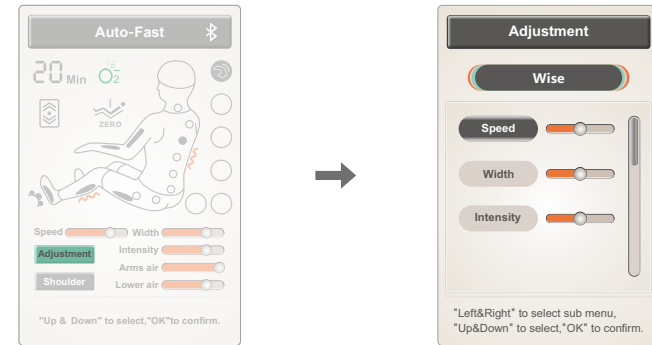 Auto-Fast
20 Min O2
ZERO
Speed Width
Adjustment Intensity
Arms air
Shoulder Lower air
"Up & Down" to select,"OK"to confirm.
Adjustment
Wise
Speed
Width
Intensity
"Left&Right" to select sub menu,
"Up&Down" to select,"OK" to confirm.